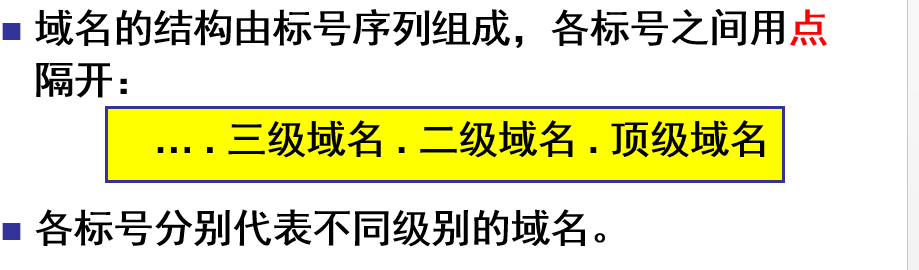 域名的结构由标号序列组成，各标号之间用点
隔开：
… . 三级域名 . 二级域名 . 顶级域名
各标号分别代表不同级别的域名。